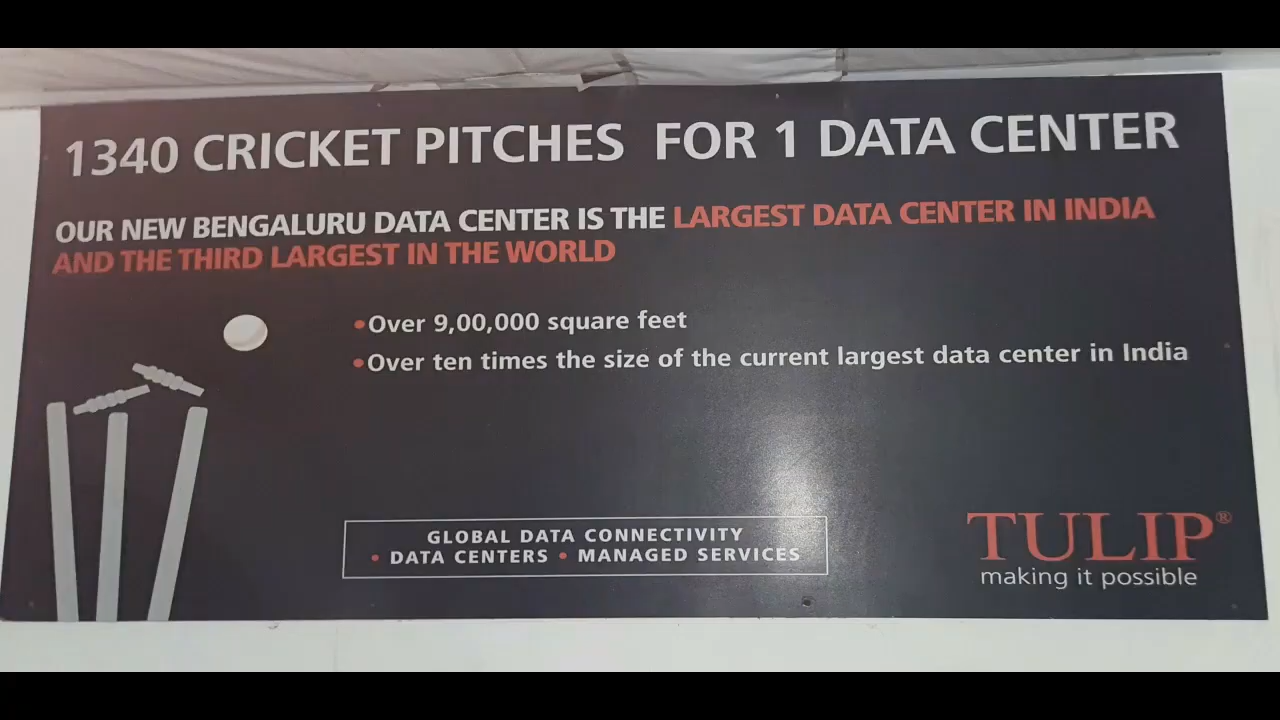 1340 CRICKET PITCHES FOR 1 DATA CENTER
OUR NEW BENGALURU DATA CENTER IS THE LARGEST DATA CENTER IN INDIA
AND THE THIRD LARGEST IN THE WORLD
•Over 9,00,000 square feet
•Over ten times the size of the current largest data center in India
GLOBAL DATA CONNECTIVITY
• DATA CENTERS • MANAGED SERVICES
TULIP®
making it possible